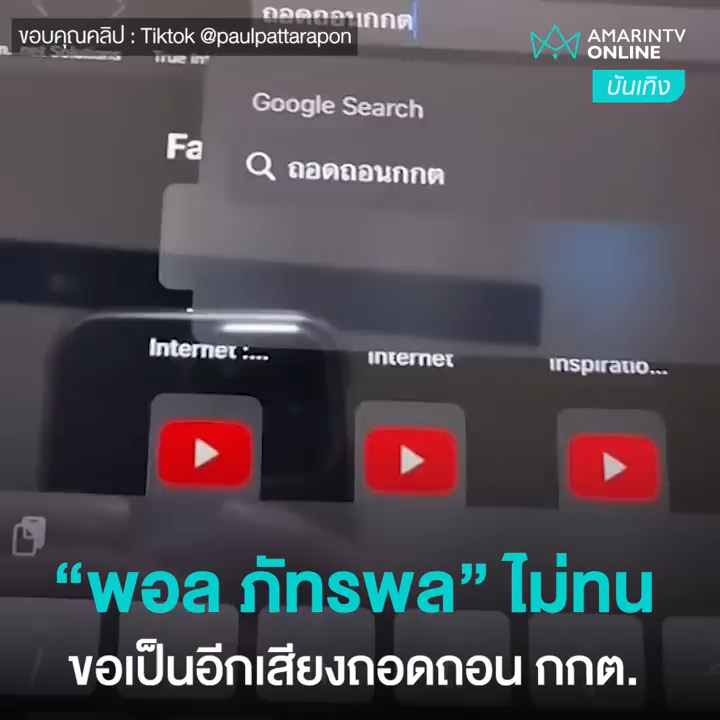 ถอดถอนกกต
ขอบคุณคลิป : Tiktok @paulpattarapon
AMARINTV
ONLINE
บันเทิง
Solutions
True in
Google Search
Fa
ถอดถอนกกต
Internet :...
Internet
Inspiratio...
“พอล ภัทรพล” ไม่ทน
ขอเป็นอีกเสียงถอดถอน กกต.